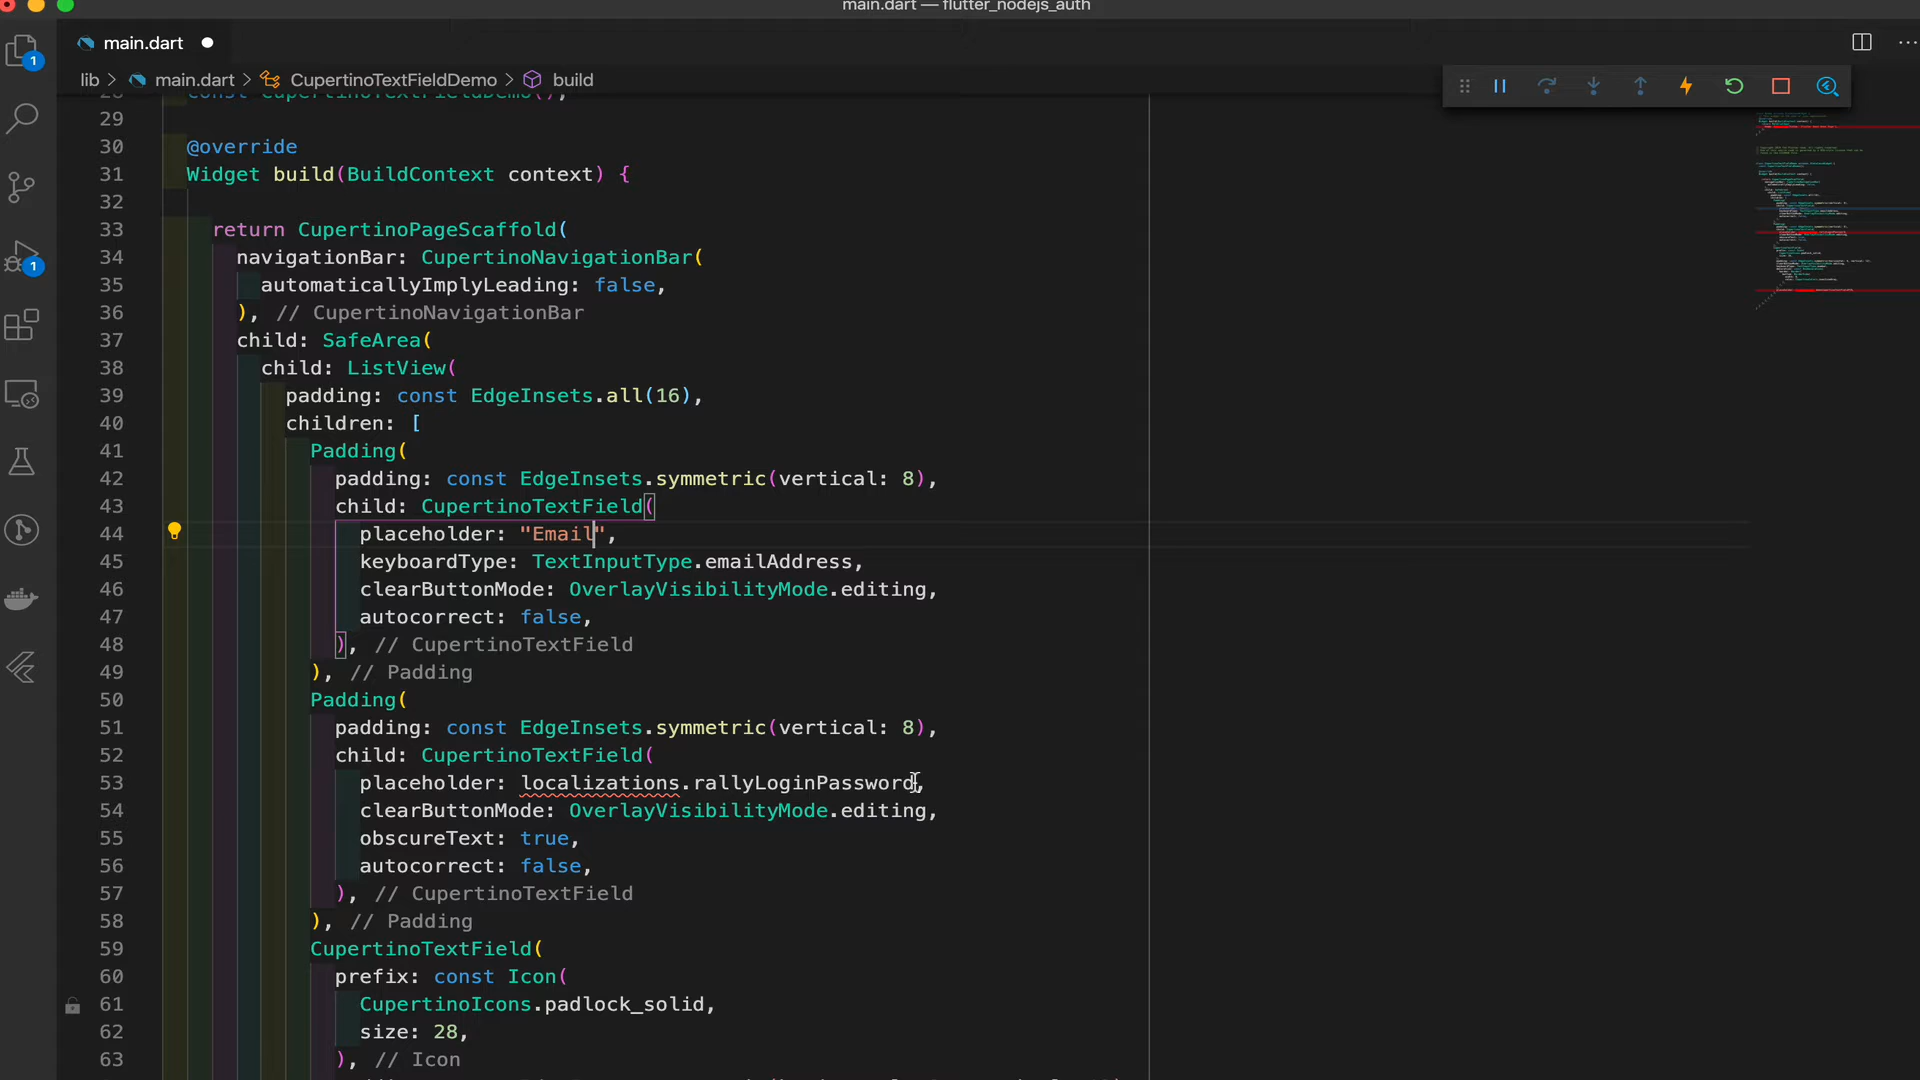 main.dart — flutter_nodejs_auth
main.dart
lib > main.dart > CupertinoTextFieldDemo > build
1
1
28 const CupertinoTextFieldDemo();
29
30 @override
31 Widget build(BuildContext context) {
32
33 return CupertinoPageScaffold(
34 navigationBar: CupertinoNavigationBar(
35 automaticallyImplyLeading: false,
36 ), // CupertinoNavigationBar
37 child: SafeArea(
38 child: ListView(
39 padding: const EdgeInsets.all(16),
40 children: [
41 Padding(
42 padding: const EdgeInsets.symmetric(vertical: 8),
43 child: CupertinoTextField(
44 placeholder: "Email",
45 keyboardType: TextInputType.emailAddress,
46 clearButtonMode: OverlayVisibilityMode.editing,
47 autocorrect: false,
48 ), // CupertinoTextField
49 ), // Padding
50 Padding(
51 padding: const EdgeInsets.symmetric(vertical: 8),
52 child: CupertinoTextField(
53 placeholder: localizations.rallyLoginPassword,
54 clearButtonMode: OverlayVisibilityMode.editing,
55 obscureText: true,
56 autocorrect: false,
57 ), // CupertinoTextField
58 ), // Padding
59 CupertinoTextField(
60 prefix: const Icon(
61 CupertinoIcons.padlock_solid,
62 size: 28,
63 ), // Icon